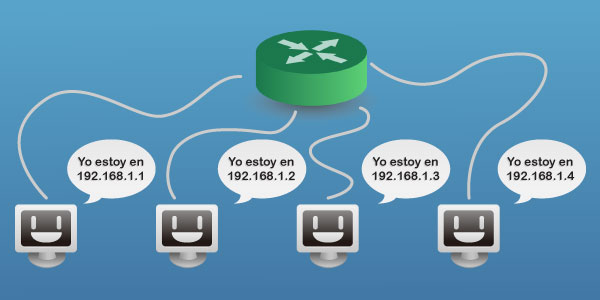 Yo estoy en
192.168.1.1
Yo estoy en
192.168.1.2
Yo estoy en
192.168.1.3
Yo estoy en
192.168.1.4